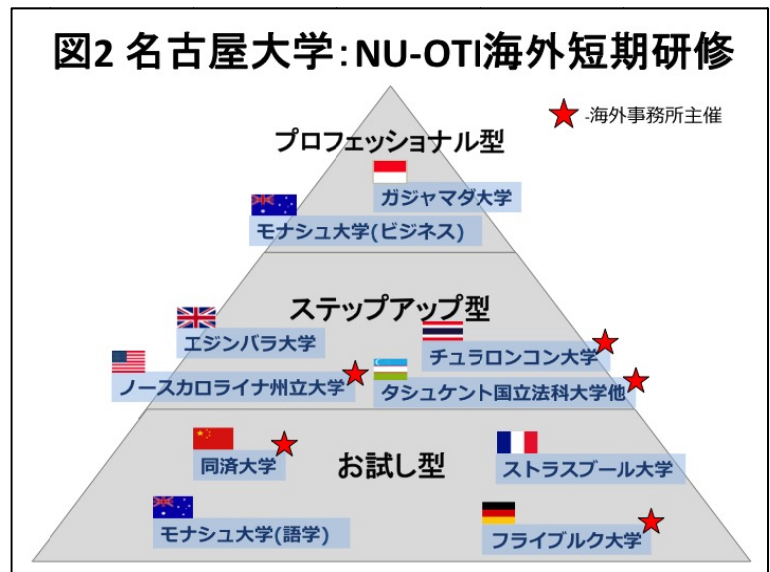 図2 名古屋大学：NU-OTI海外短期研修
★-海外事務所主催
プロフェッショナル型
ガジャマダ大学
モナシュ大学(ビジネス)
ステップアップ型
エジンバラ大学
チュラロンコン大学
ノースカロライナ州立大学
タシュケント国立法科大学他
同済大学
お試し型
ストラスブール大学
モナシュ大学(語学)
フライブルク大学